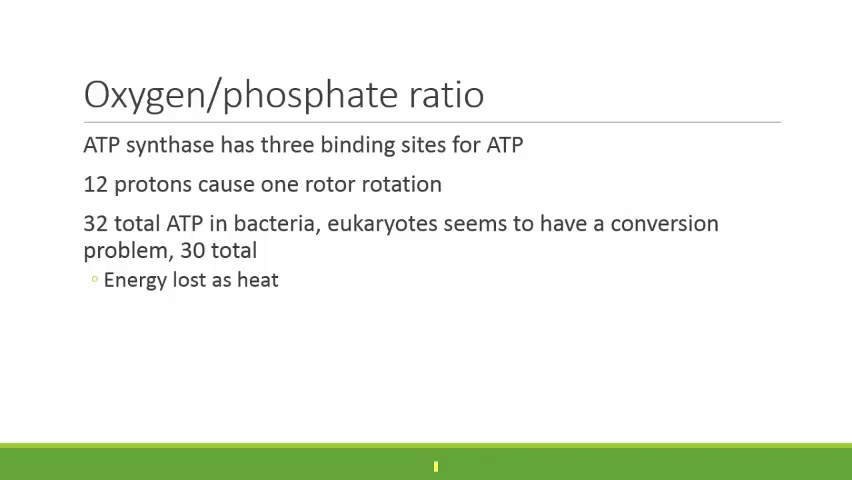 Oxygen/phosphate ratio
ATP synthase has three binding sites for ATP
12 protons cause one rotor rotation
32 total ATP in bacteria, eukaryotes seems to have a conversion
problem, 30 total
◦ Energy lost as heat